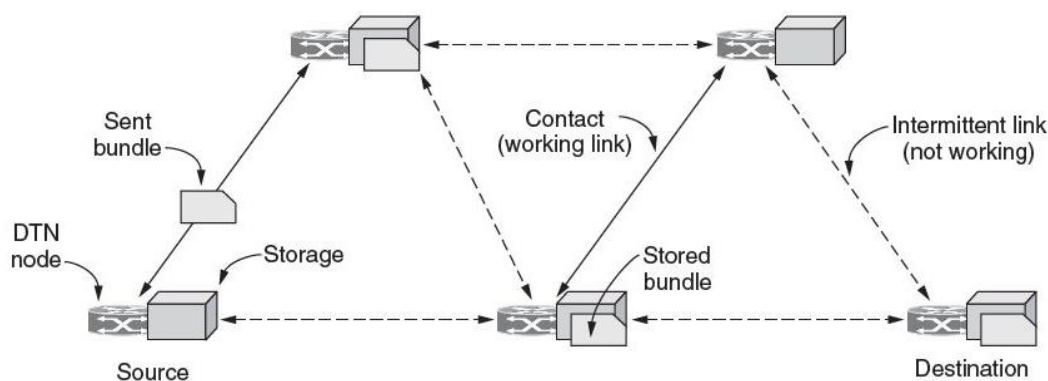 Sent
bundle
Contact
(working link)
Intermittent link
(not working)
DTN
node
Storage
Stored
bundle
Source
Destination